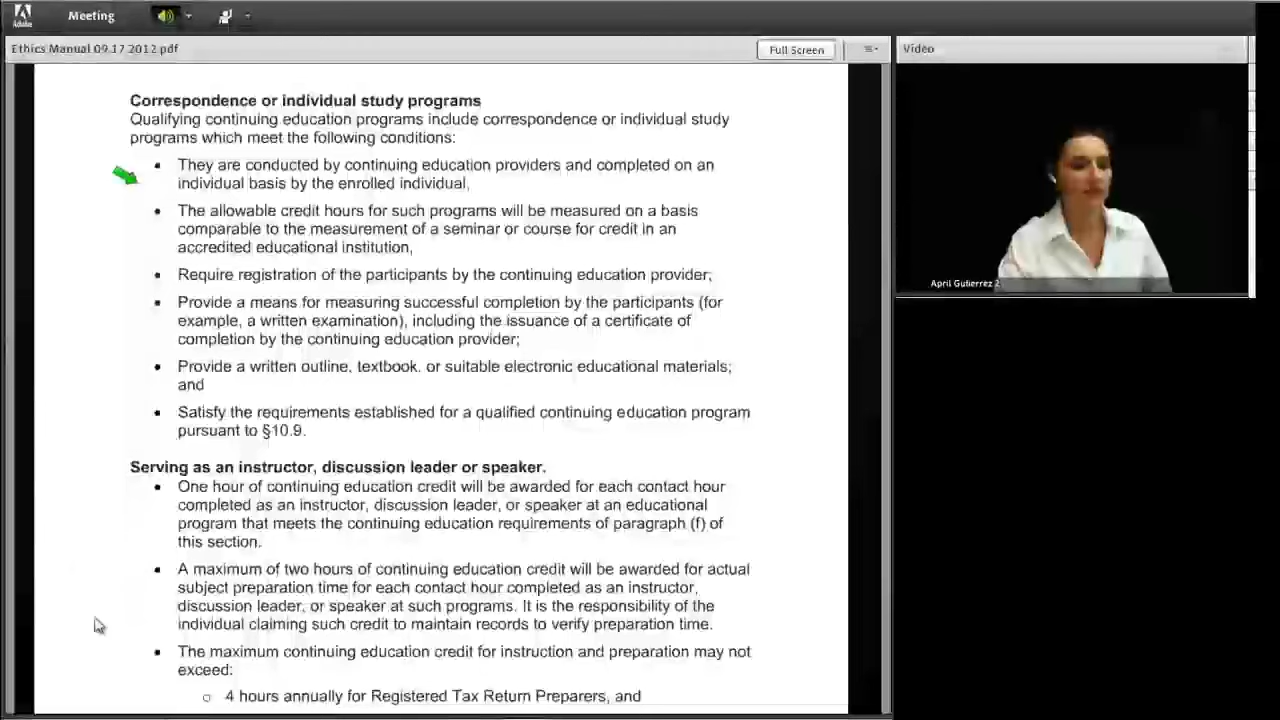 Adobe
Meeting
Ethics Manual 09.17 2012 pdf
Full Screen
Video
Correspondence or individual study programs
Qualifying continuing education programs include correspondence or individual study
programs which meet the following conditions:
• They are conducted by continuing education providers and completed on an
individual basis by the enrolled individual,
• The allowable credit hours for such programs will be measured on a basis
comparable to the measurement of a seminar or course for credit in an
accredited educational institution,
• Require registration of the participants by the continuing education provider;
• Provide a means for measuring successful completion by the participants (for
example, a written examination), including the issuance of a certificate of
completion by the continuing education provider;
• Provide a written outline, textbook, or suitable electronic educational materials;
and
• Satisfy the requirements established for a qualified continuing education program
pursuant to §10.9.
Serving as an instructor, discussion leader or speaker.
• One hour of continuing education credit will be awarded for each contact hour
completed as an instructor, discussion leader, or speaker at an educational
program that meets the continuing education requirements of paragraph (f) of
this section.
• A maximum of two hours of continuing education credit will be awarded for actual
subject preparation time for each contact hour completed as an instructor,
discussion leader, or speaker at such programs. It is the responsibility of the
individual claiming such credit to maintain records to verify preparation time.
• The maximum continuing education credit for instruction and preparation may not
exceed:
o 4 hours annually for Registered Tax Return Preparers, and
April Gutierrez 2